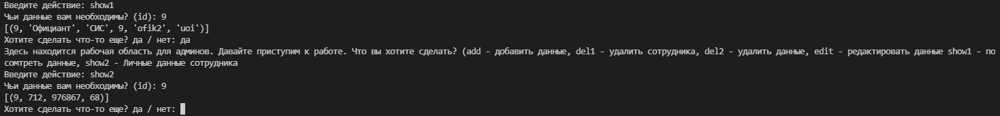 Введите действие: show1
Чьи данные вам необходимы? (id): 9
[(9, 'Официант', 'СИС', 9, 'ofik2', 'uoi')]
Хотите сделать что-то еще? да / нет: да
Здесь находится рабочая область для админов. Давайте приступим к работе. Что вы хотите сделать? (add - добавить данные, del1 - удалить сотрудника, del2 - удалить данные, edit - редактировать данные show1 - по
сомтреть данные, show2 - Личные данные сотрудника
Введите действие: show2
Чьи данные вам необходимы? (id): 9
[(9, 712, 976867, 68)]
Хотите сделать что-то еще? да / нет: